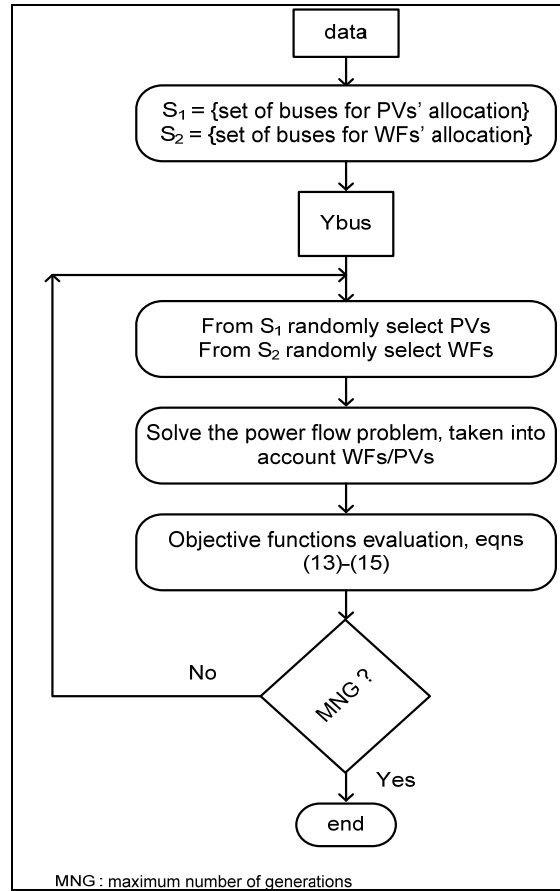 data
S₁ = {set of buses for PVs’ allocation}
S₂ = {set of buses for WFs’ allocation}
Ybus
From S₁ randomly select PVs
From S₂ randomly select WFs
Solve the power flow problem, taken into
account WFs/PVs
Objective functions evaluation, eqns
(13)-(15)
No
MNG ?
Yes
end
MNG : maximum number of generations